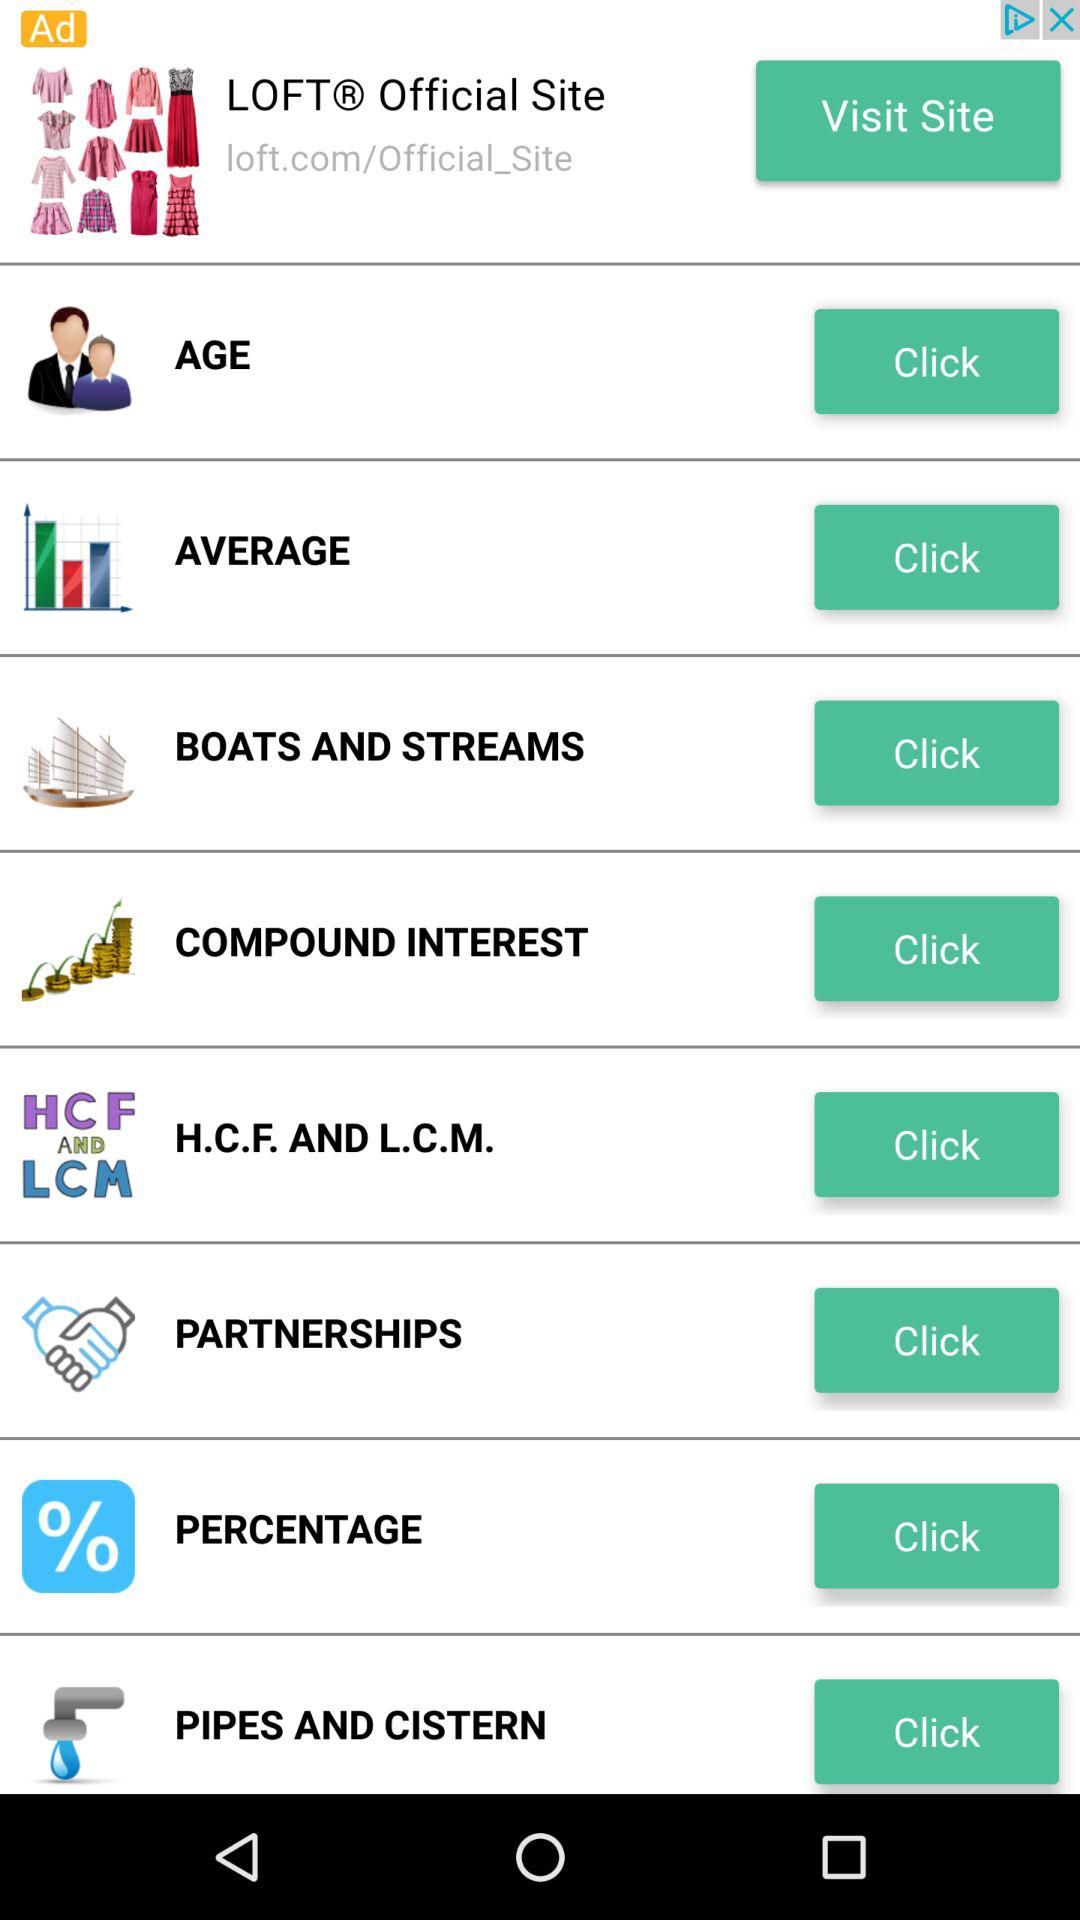 Ad
LOFT® Official Site
loft.com/Official_Site
Visit Site
AGE
Click
AVERAGE
Click
BOATS AND STREAMS
Click
COMPOUND INTEREST
Click
HCF
AND
LCM
H.C.F. AND L.C.M.
Click
PARTNERSHIPS
Click
%
PERCENTAGE
Click
PIPES AND CISTERN
Click